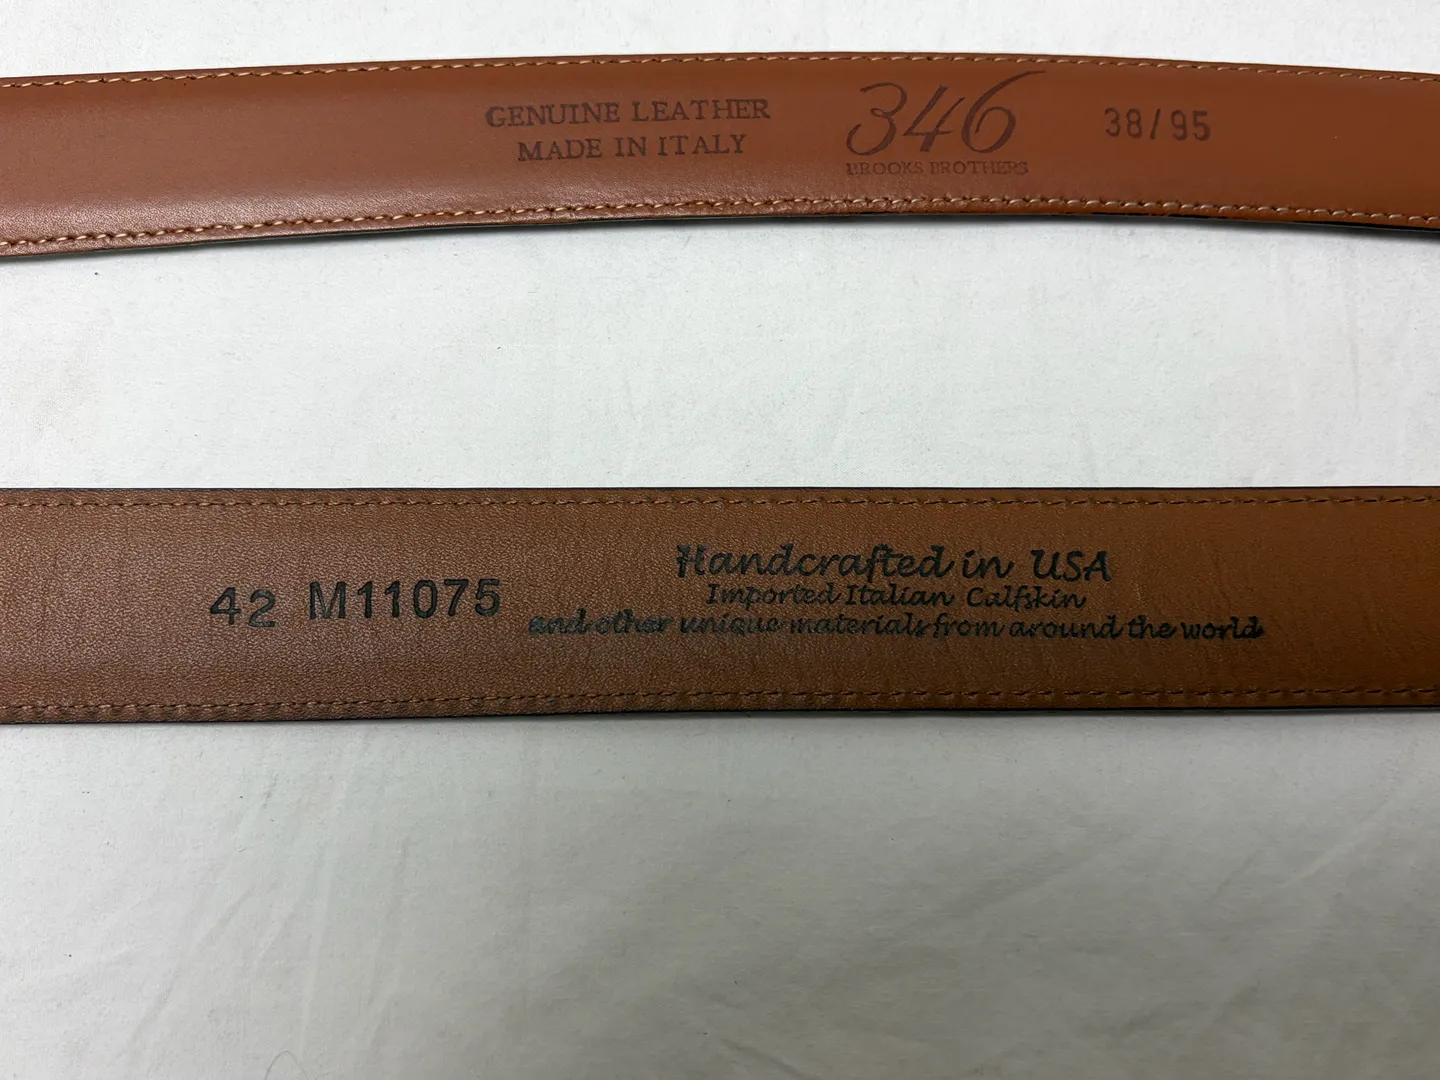 GENUINE LEATHER
MADE IN ITALY
346
BROOKS BROTHERS
38/95
42 M11075
Handcrafted in USA
Imported Italian Calfskin
and other unique materials from around the world